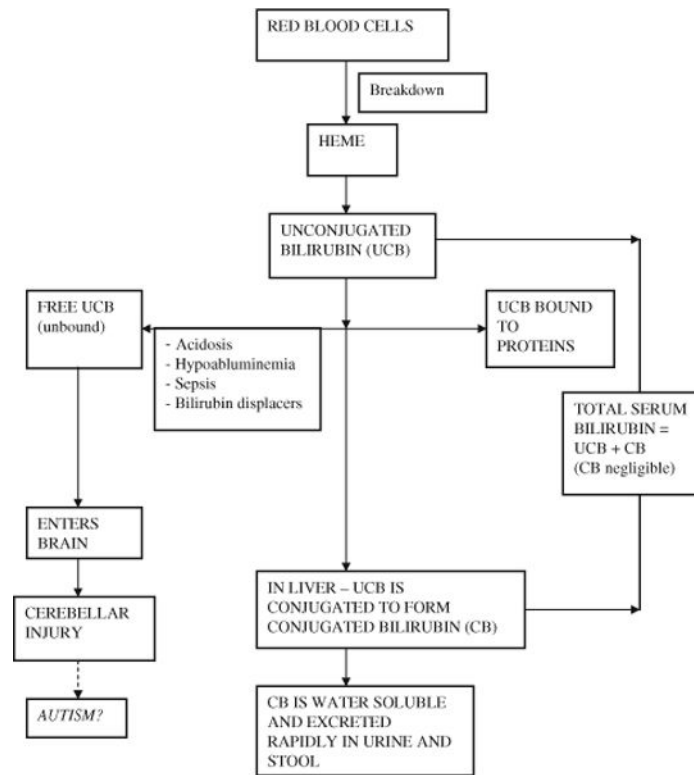 RED BLOOD CELLS
Breakdown
HEME
UNCONJUGATED
BILIRUBIN (UCB)
FREE UCB
(unbound)
- Acidosis
- Hypoabluminemia
- Sepsis
- Bilirubin displacers
UCB BOUND
TO
PROTEINS
TOTAL SERUM
BILIRUBIN =
UCB + CB
(CB negligible)
ENTERS
BRAIN
CEREBELLAR
INJURY
AUTISM?
IN LIVER – UCB IS
CONJUGATED TO FORM
CONJUGATED BILIRUBIN (CB)
CB IS WATER SOLUBLE
AND EXCRETED
RAPIDLY IN URINE AND
STOOL